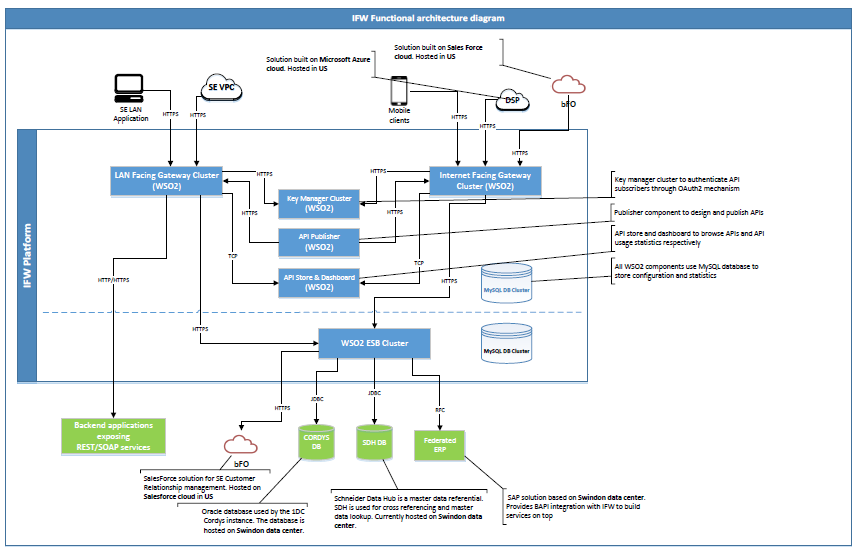 IFW Functional architecture diagram
Solution built on Sales Force
cloud. Hosted in US
Solution built on Microsoft Azure
cloud. Hosted in US
SE VPC
SE LAN
Application
Mobile
clients
DSP
bFO
HTTPS
HTTPS
HTTPS
HTTPS
HTTPS
IFW Platform
LAN Facing Gateway Cluster
(WSO2)
HTTPS
HTTPS
Internet Facing Gateway
Cluster (WSO2)
Key Manager Cluster
(WSO2)
HTTPS
HTTPS
API Publisher
(WSO2)
TCP
TCP
API Store & Dashboard
(WSO2)
HTTP/HTTPS
HTTPS
MySQL DB Cluster
Key manager cluster to authenticate API
subscribers through OAuth2 mechanism
Publisher component to design and publish APIs
API store and dashboard to browse APIs and API
usage statistics respectively
All WSO2 components use MySQL database to
store configuration and statistics
HTTPS
WSO2 ESB Cluster
MySQL DB Cluster
HTTPS
JDBC
JDBC
RFC
Backend applications
exposing
REST/SOAP services
bFO
CORDYS
DB
SDH DB
Federated
ERP
SalesForce solution for SE Customer
Relationship management. Hosted on
Salesforce cloud in US
Oracle database used by the 1DC
Cordys instance. The database is
hosted on Swindon data center.
Schneider Data Hub is a master data referential.
SDH is used for cross referencing and master
data lookup. Currently hosted on Swindon data
center.
SAP solution based on Swindon data center.
Provides BAPI integration with IFW to build
services on top